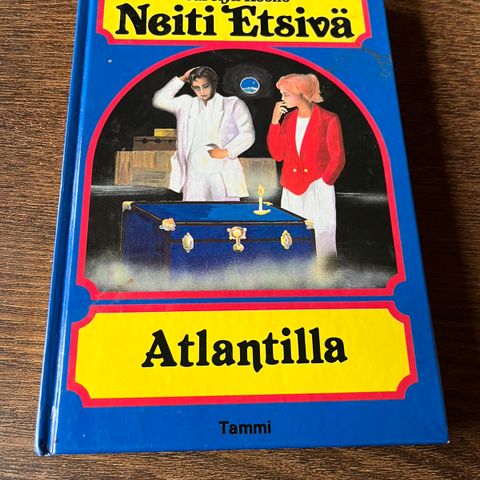 Neiti Etsivä
Atlantilla
Tammi